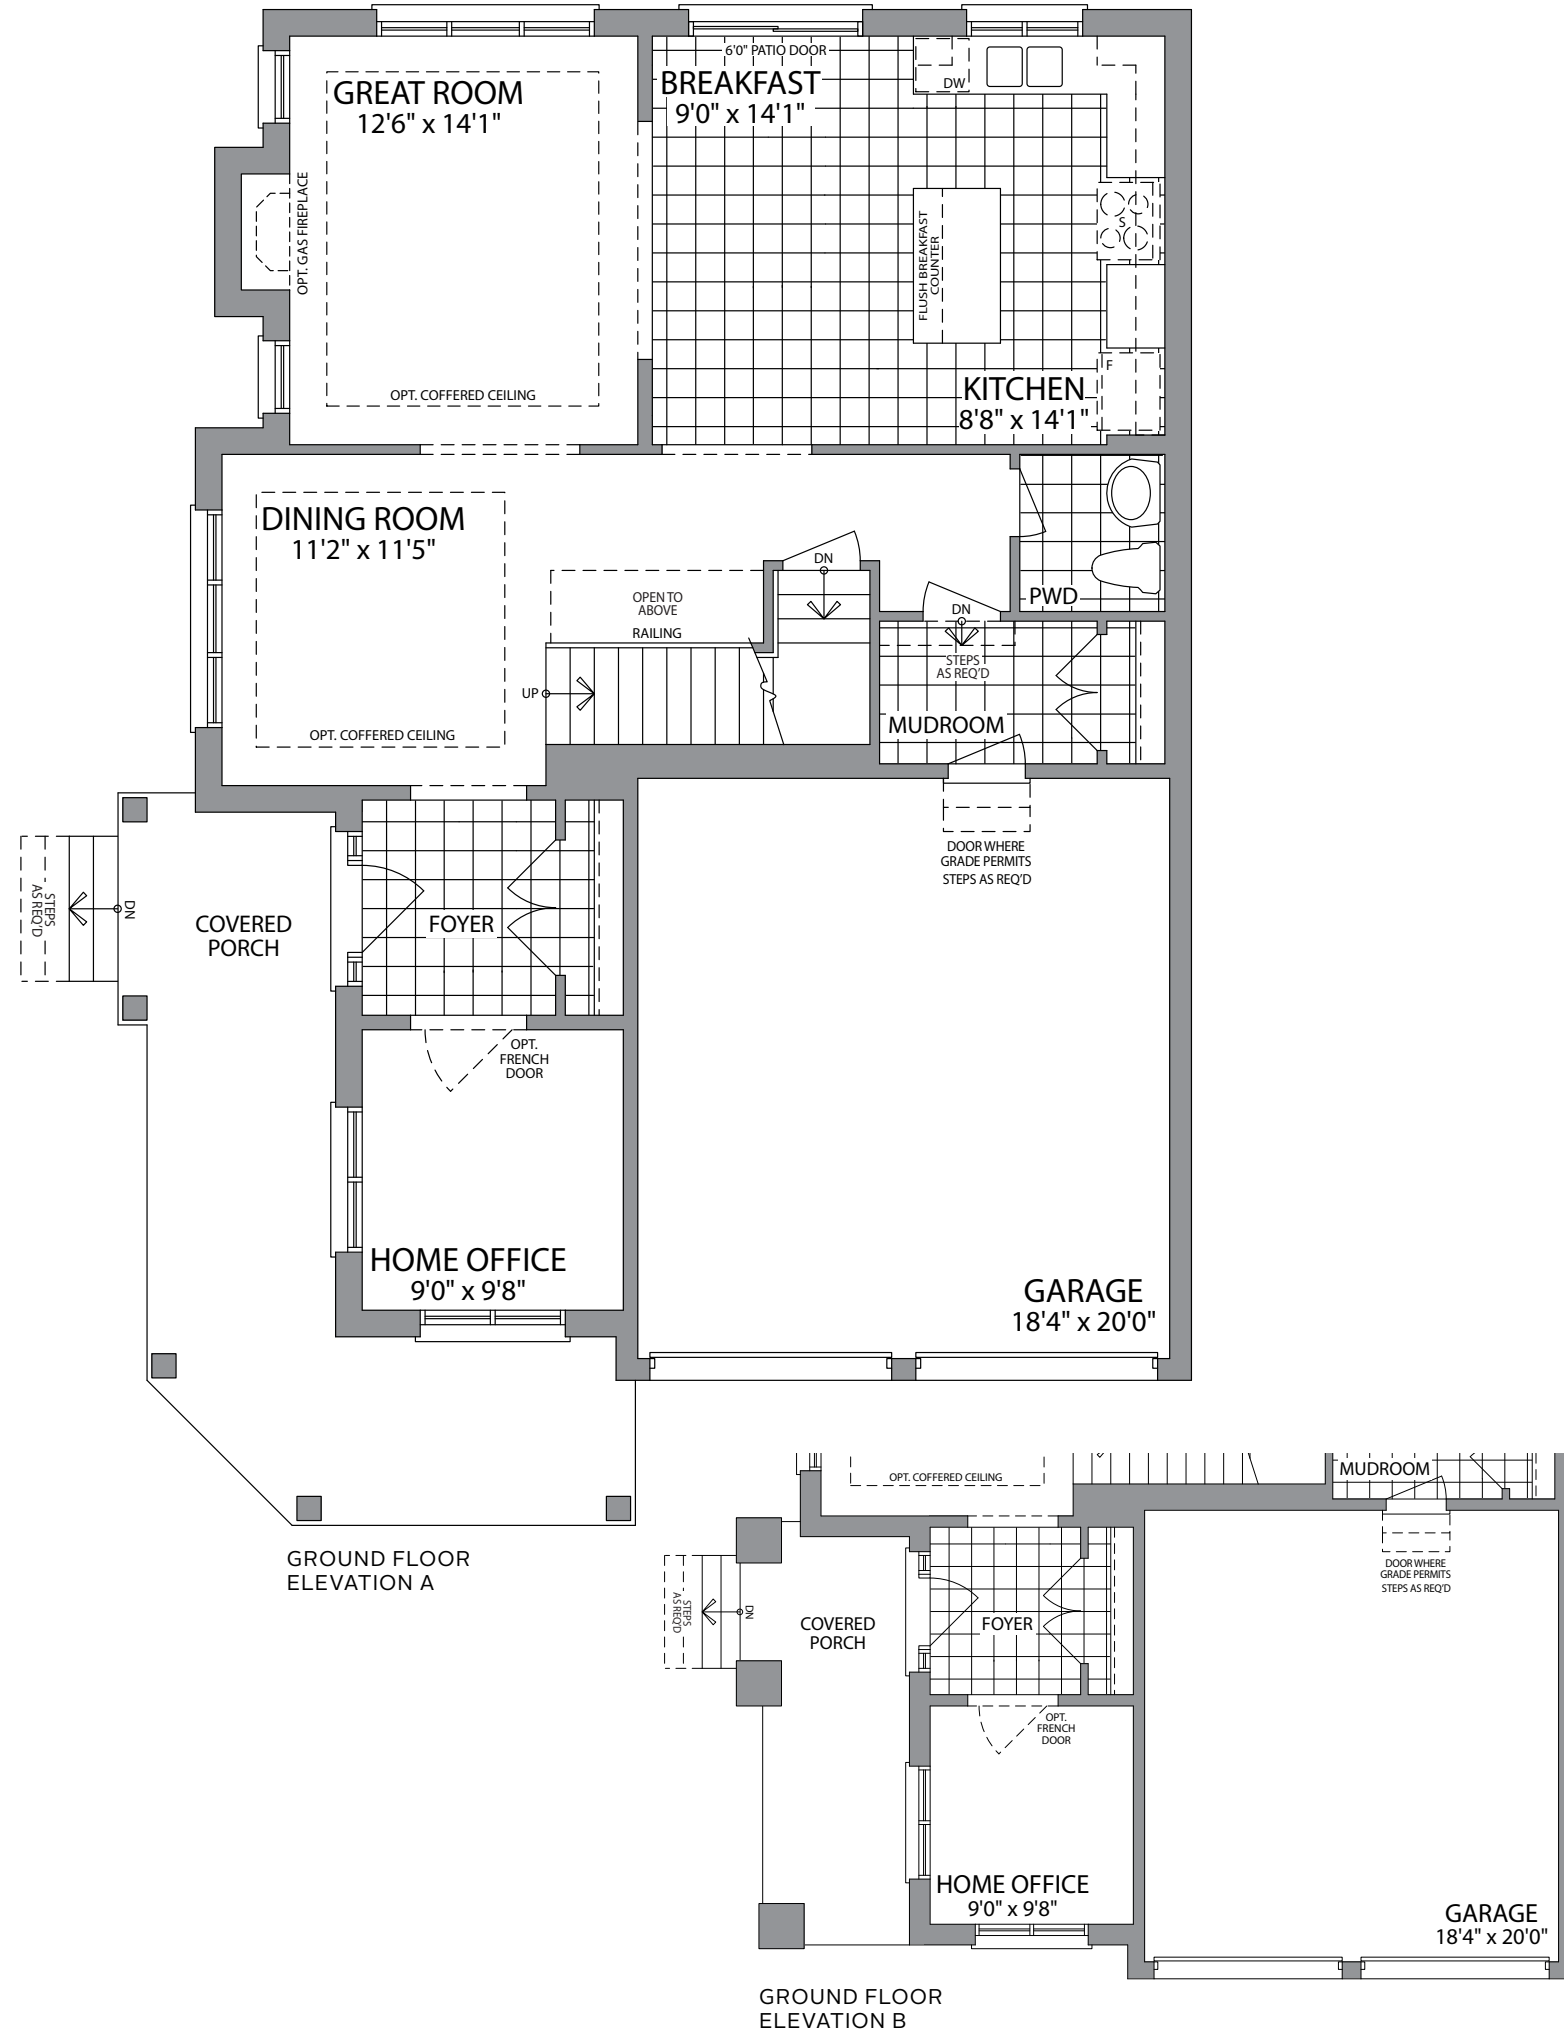 6'0" PATIO DOOR
GREAT ROOM
12'6" x 14'1"
BREAKFAST
9'0" x 14'1"
DW
OPT. GAS FIREPLACE
FLUSH BREAKFAST
COUNTER
S
F
OPT. COFFERED CEILING
KITCHEN
8'8" x 14'1"
DINING ROOM
11'2" x 11'5"
DN
OPEN TO
ABOVE
RAILING
PWD
DN
STEPS
AS REQ'D
UP
MUDROOM
OPT. COFFERED CEILING
DOOR WHERE
GRADE PERMITS
STEPS AS REQ'D
STEPS
AS REQ'D
DN
COVERED
PORCH
FOYER
OPT.
FRENCH
DOOR
HOME OFFICE
9'0" x 9'8"
GARAGE
18'4" x 20'0"
GROUND FLOOR
ELEVATION A
OPT. COFFERED CEILING
MUDROOM
DOOR WHERE
GRADE PERMITS
STEPS AS REQ'D
STEPS
AS REQ'D
DN
COVERED
PORCH
FOYER
OPT.
FRENCH
DOOR
HOME OFFICE
9'0" x 9'8"
GARAGE
18'4" x 20'0"
GROUND FLOOR
ELEVATION B